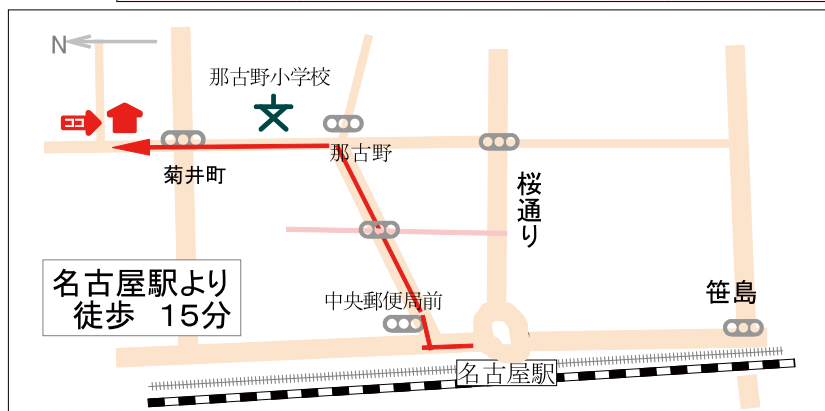 N
那古野小学校
ココ
那古野
菊井町
桜通り
名古屋駅より
徒歩 15分
中央郵便局前
笹島
名古屋駅